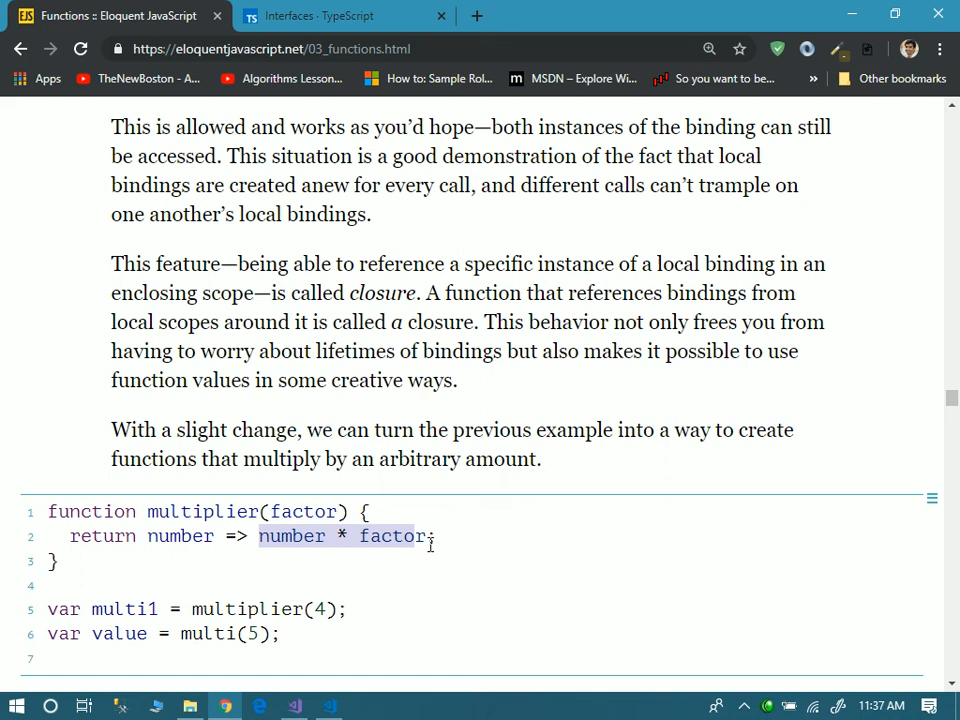 EJS Functions :: Eloquent JavaScript
TS Interfaces · TypeScript
https://eloquentjavascript.net/03_functions.html
Apps
TheNewBoston - A...
Algorithms Lesson...
How to: Sample Rol...
m MSDN – Explore Wi...
So you want to be...
»
Other bookmarks
This is allowed and works as you’d hope—both instances of the binding can still
be accessed. This situation is a good demonstration of the fact that local
bindings are created anew for every call, and different calls can’t trample on
one another’s local bindings.
This feature—being able to reference a specific instance of a local binding in an
enclosing scope—is called closure. A function that references bindings from
local scopes around it is called a closure. This behavior not only frees you from
having to worry about lifetimes of bindings but also makes it possible to use
function values in some creative ways.
With a slight change, we can turn the previous example into a way to create
functions that multiply by an arbitrary amount.
1 function multiplier(factor) {
2 return number => number * factor;
3 }
4
5 var multi1 = multiplier(4);
6 var value = multi(5);
7
11:37 AM